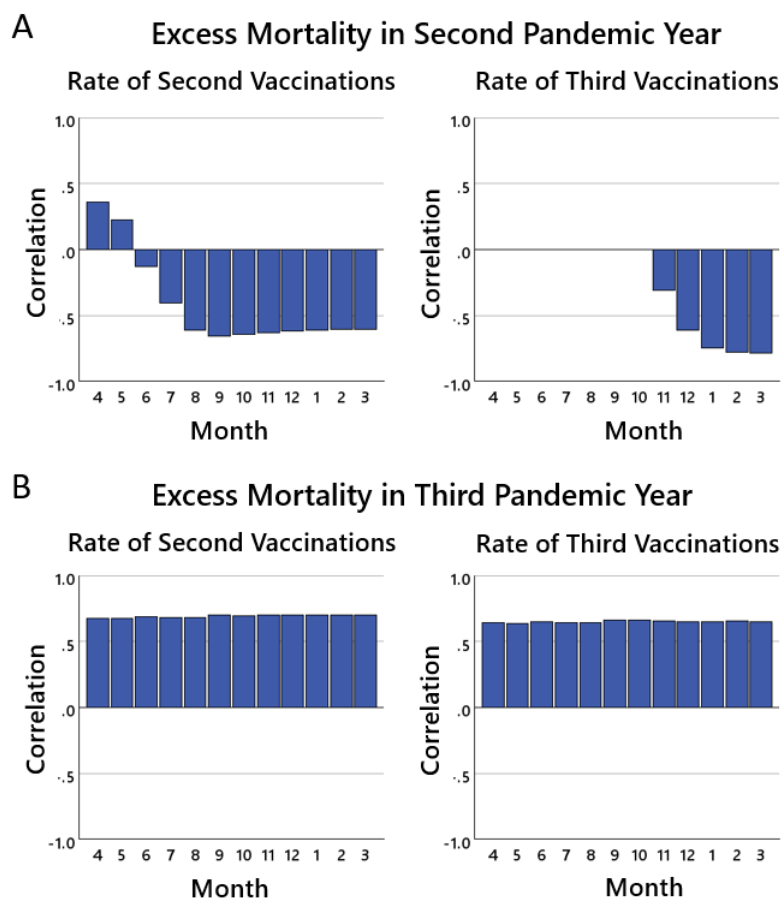 A
Excess Mortality in Second Pandemic Year
Rate of Second Vaccinations
Correlation
1.0
.5
.0
-.5
-1.0
4 5 6 7 8 9 10 11 12 1 2 3
Month
Rate of Third Vaccinations
Correlation
1.0
.5
.0
-.5
-1.0
4 5 6 7 8 9 10 11 12 1 2 3
Month
B
Excess Mortality in Third Pandemic Year
Rate of Second Vaccinations
Correlation
1.0
.5
.0
-.5
-1.0
4 5 6 7 8 9 10 11 12 1 2 3
Month
Rate of Third Vaccinations
Correlation
1.0
.5
.0
-.5
-1.0
4 5 6 7 8 9 10 11 12 1 2 3
Month